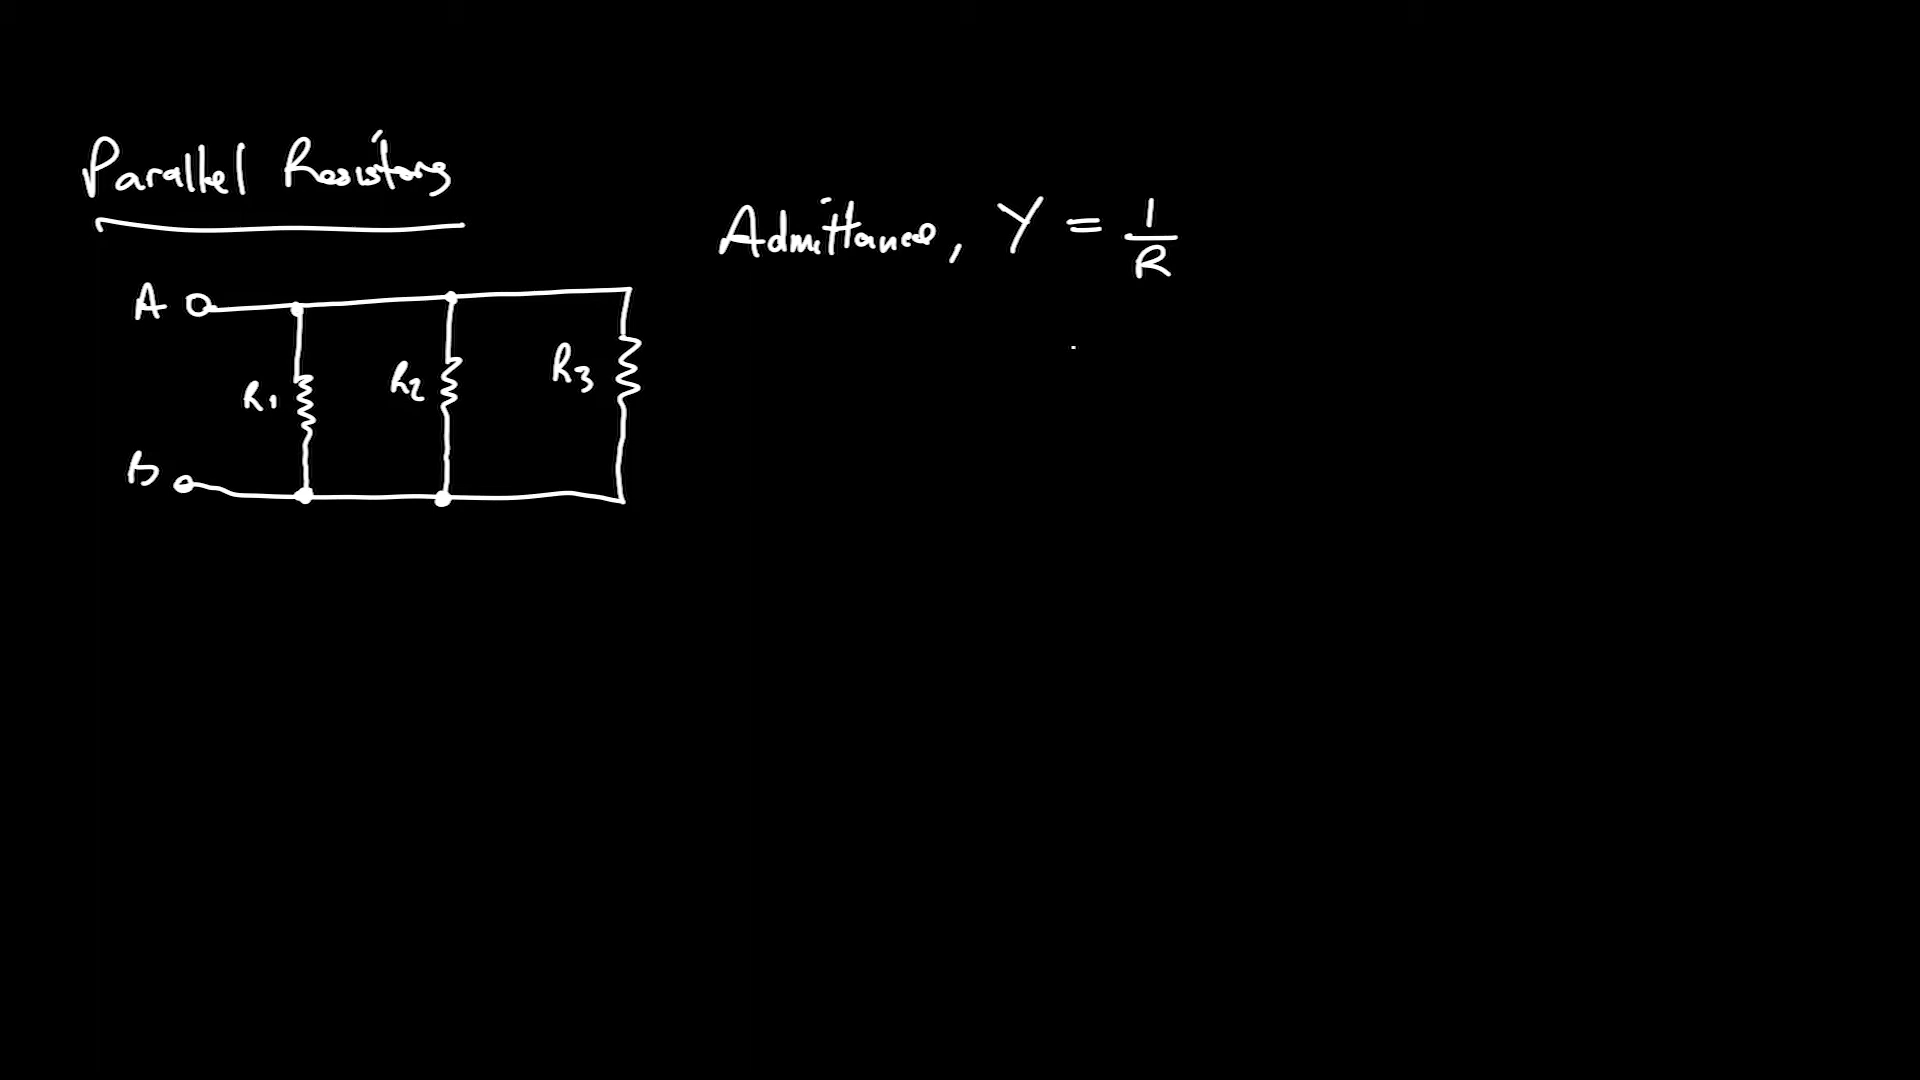 Parallel Resistors
Admittance, Y = 1/R
A
R1
R2
R3
B